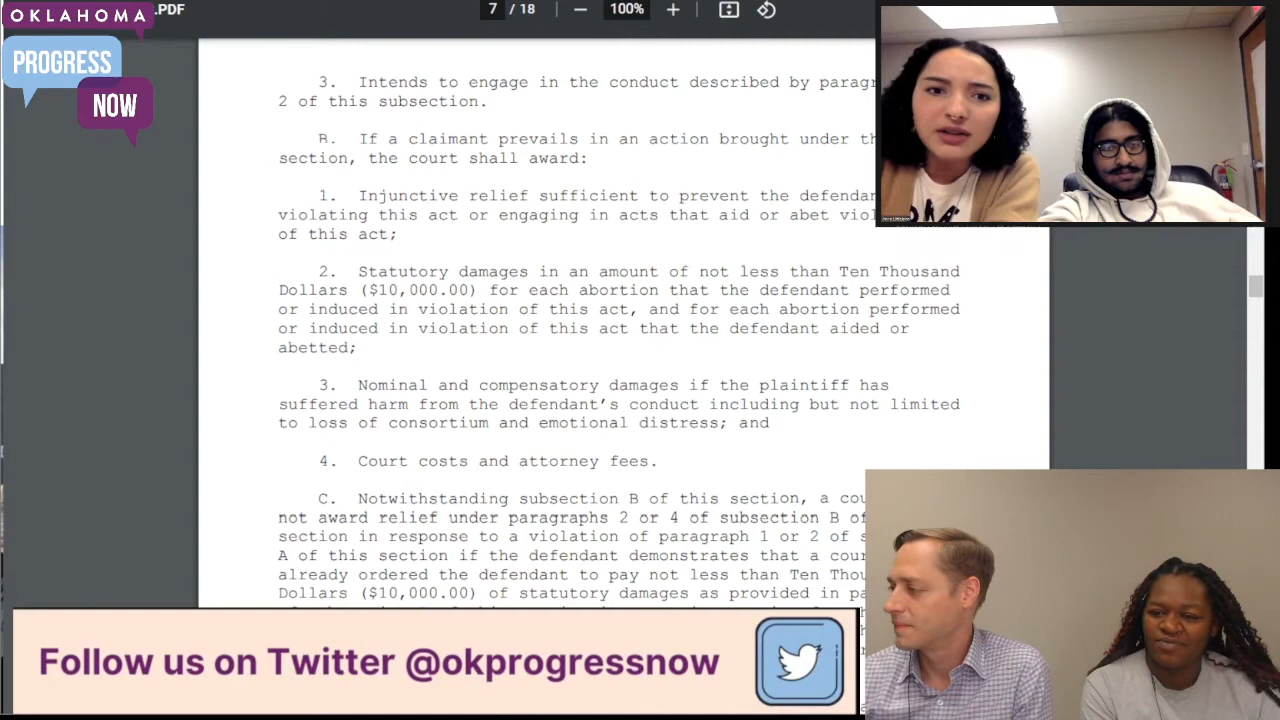 OKLAHOMA
PROGRESS
NOW
.PDF
7 / 18
100%
3. Intends to engage in the conduct described by
2 of this subsection.
B. If a claimant prevails in an action brought under
section, the court shall award:
1. Injunctive relief sufficient to prevent the
violating this act or engaging in acts that aid or abet
of this act;
2. Statutory damages in an amount of not less than Ten Thousand
Dollars ($10,000.00) for each abortion that the defendant performed
or induced in violation of this act, and for each abortion performed
or induced in violation of this act that the defendant aided or
abetted;
3. Nominal and compensatory damages if the plaintiff has
suffered harm from the defendant's conduct including but not limited
to loss of consortium and emotional distress; and
4. Court costs and attorney fees.
C. Notwithstanding subsection B of this section, a
not award relief under paragraphs 2 or 4 of subsection B
section in response to a violation of paragraph 1 or 2 of
A of this section if the defendant demonstrates that a
already ordered the defendant to pay not less than Ten
Dollars ($10,000.00) of statutory damages as provided in
Follow us on Twitter @okprogressnow